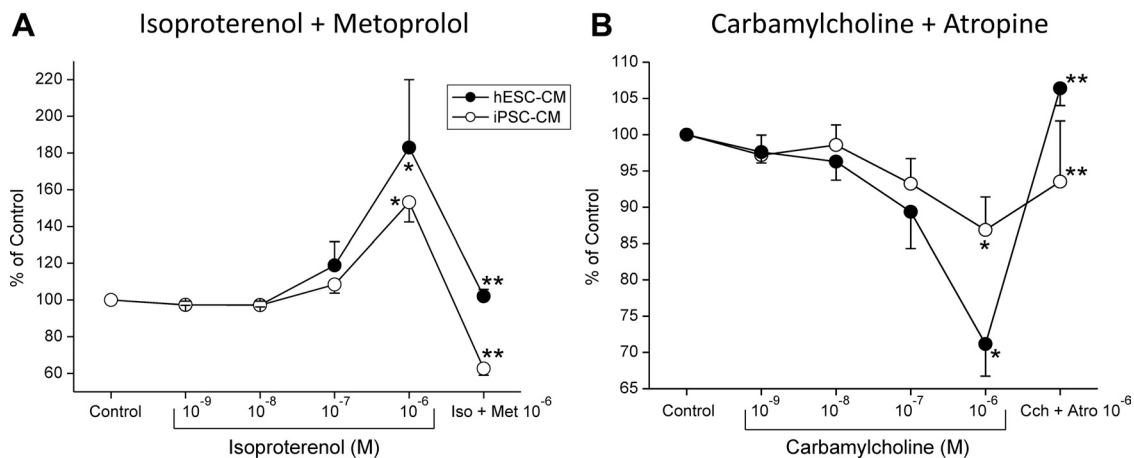 A
Isoproterenol + Metoprolol
% of Control
220
200
180
160
140
120
100
80
60
hESC-CM
iPSC-CM
*
*
**
**
Control
10⁻⁹
10⁻⁸
10⁻⁷
10⁻⁶
Iso + Met 10⁻⁶
Isoproterenol (M)
B
Carbamylcholine + Atropine
% of Control
110
105
100
95
90
85
80
75
70
65
**
**
*
*
Control
10⁻⁹
10⁻⁸
10⁻⁷
10⁻⁶
Cch + Atro 10⁻⁶
Carbamylcholine (M)